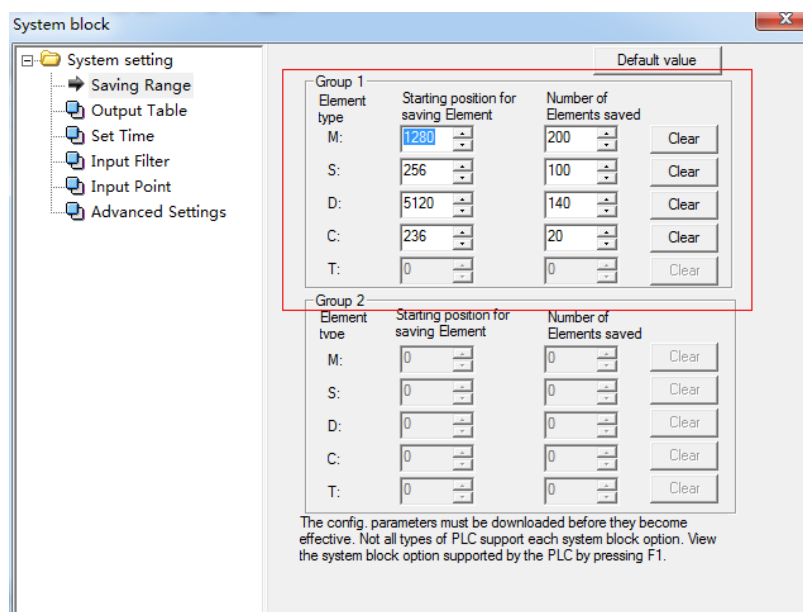 System block
x
System setting
Saving Range
Output Table
Set Time
Input Filter
Input Point
Advanced Settings
Default value
Group 1
Element type
Starting position for saving Element
Number of Elements saved
M: 1280 200 Clear
S: 256 100 Clear
D: 5120 140 Clear
C: 236 20 Clear
T: 0 0 Clear
Group 2
Element type
Starting position for saving Element
Number of Elements saved
M: 0 0 Clear
S: 0 0 Clear
D: 0 0 Clear
C: 0 0 Clear
T: 0 0 Clear
The config. parameters must be downloaded before they become
effective. Not all types of PLC support each system block option. View
the system block option supported by the PLC by pressing F1.